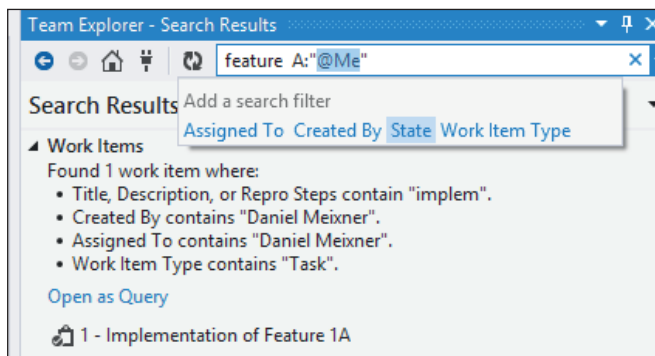 Team Explorer - Search Results
feature A:"@Me"
Search Results
Add a search filter
Assigned To Created By State Work Item Type
Work Items
Found 1 work item where:
• Title, Description, or Repro Steps contain "implem".
• Created By contains "Daniel Meixner".
• Assigned To contains "Daniel Meixner".
• Work Item Type contains "Task".
Open as Query
1 - Implementation of Feature 1A